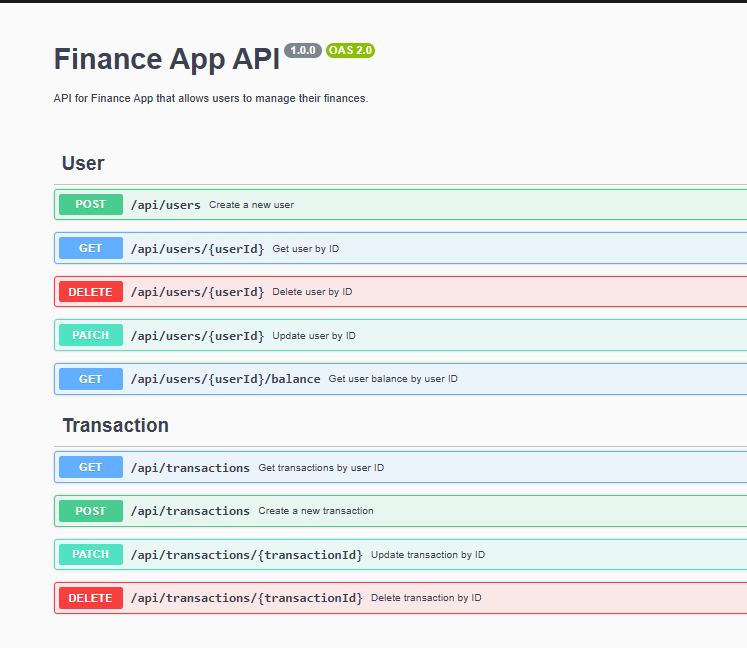 Finance App API 1.0.0 OAS 2.0
API for Finance App that allows users to manage their finances.
User
POST /api/users Create a new user
GET /api/users/{userId} Get user by ID
DELETE /api/users/{userId} Delete user by ID
PATCH /api/users/{userId} Update user by ID
GET /api/users/{userId}/balance Get user balance by user ID
Transaction
GET /api/transactions Get transactions by user ID
POST /api/transactions Create a new transaction
PATCH /api/transactions/{transactionId} Update transaction by ID
DELETE /api/transactions/{transactionId} Delete transaction by ID